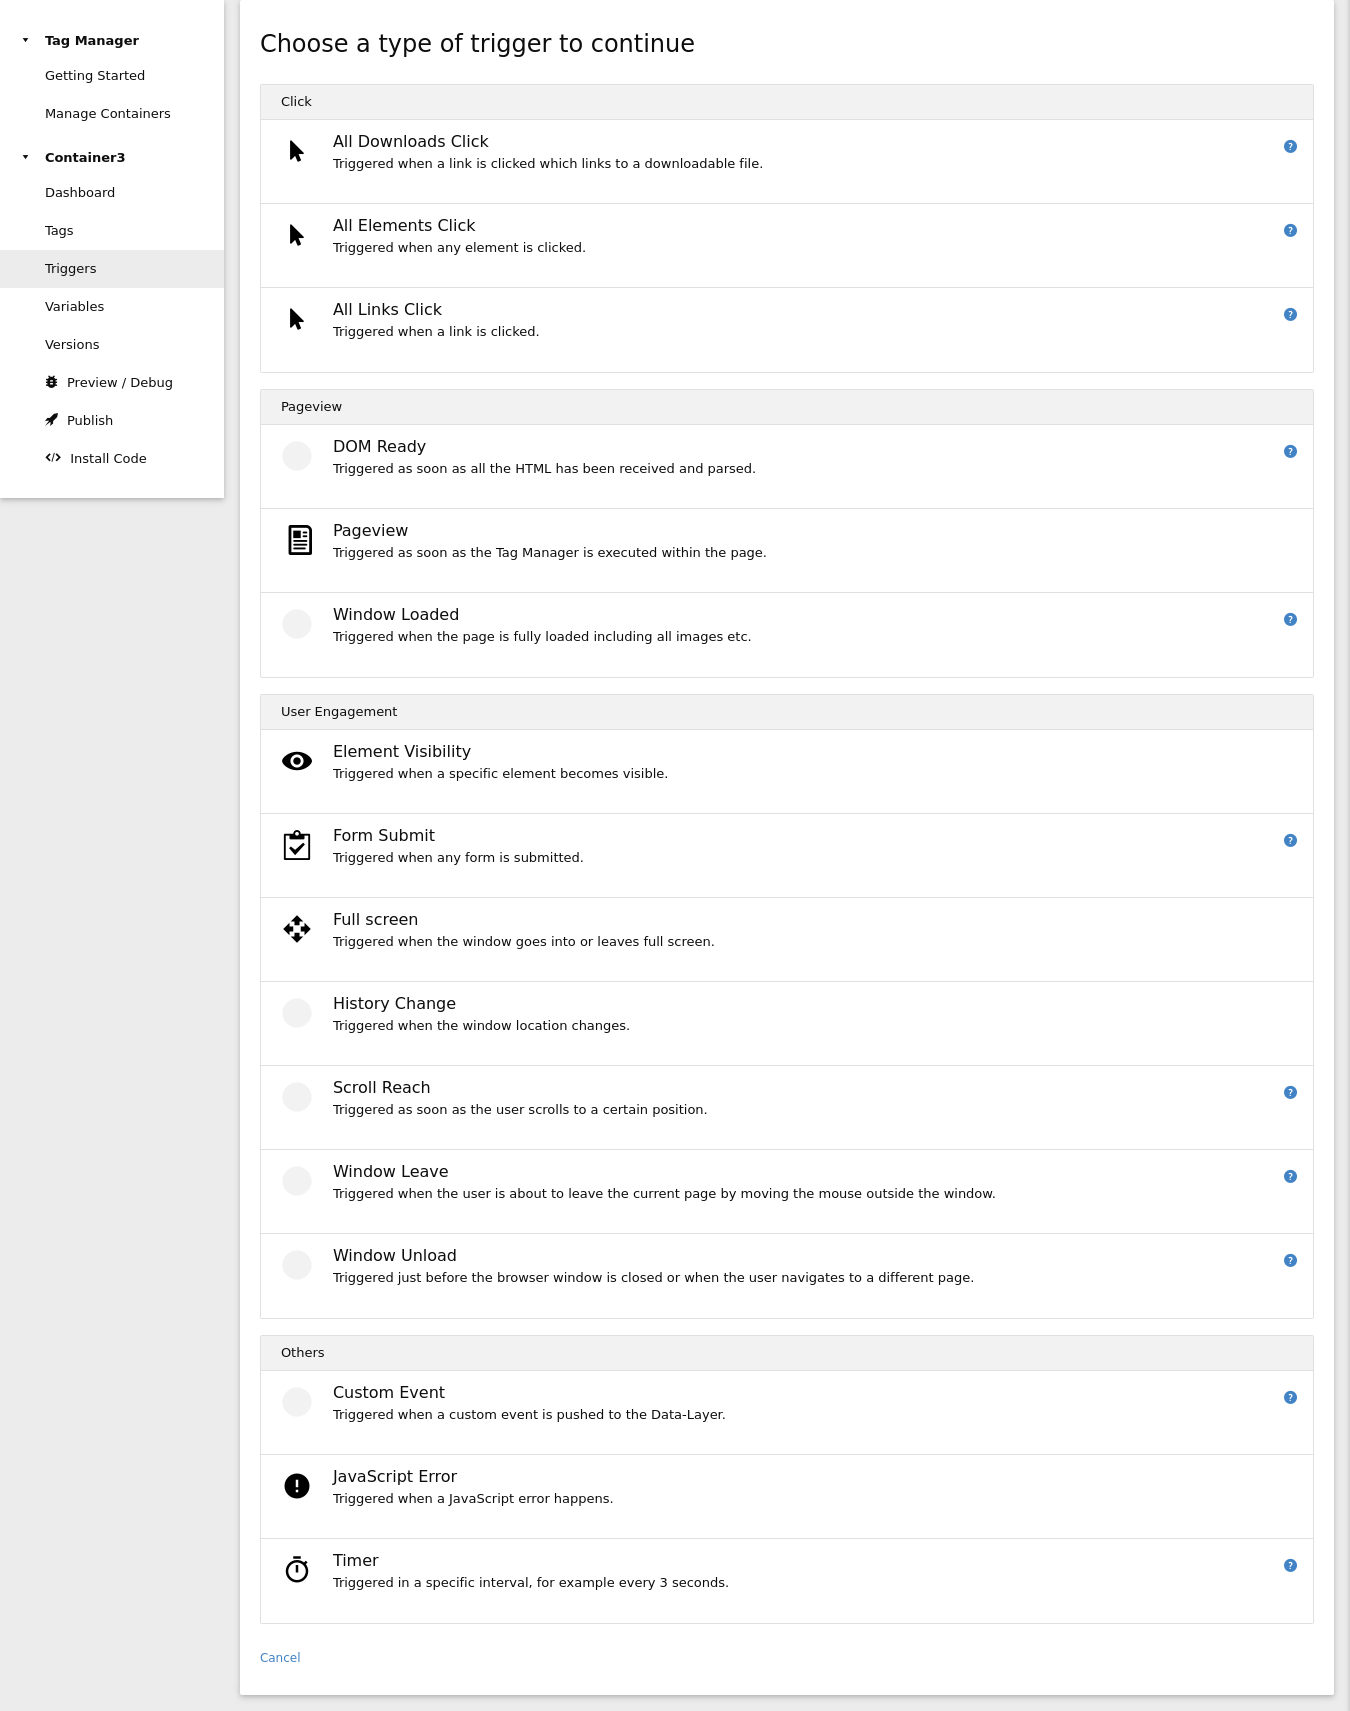 Tag Manager
Getting Started
Manage Containers
Container3
Dashboard
Tags
Triggers
Variables
Versions
Preview / Debug
Publish
Install Code
Choose a type of trigger to continue
Click
All Downloads Click
?
Triggered when a link is clicked which links to a downloadable file.
All Elements Click
?
Triggered when any element is clicked.
All Links Click
?
Triggered when a link is clicked.
Pageview
DOM Ready
?
Triggered as soon as all the HTML has been received and parsed.
Pageview
Triggered as soon as the Tag Manager is executed within the page.
Window Loaded
?
Triggered when the page is fully loaded including all images etc.
User Engagement
Element Visibility
Triggered when a specific element becomes visible.
Form Submit
?
Triggered when any form is submitted.
Full screen
Triggered when the window goes into or leaves full screen.
History Change
Triggered when the window location changes.
Scroll Reach
?
Triggered as soon as the user scrolls to a certain position.
Window Leave
?
Triggered when the user is about to leave the current page by moving the mouse outside the window.
Window Unload
?
Triggered just before the browser window is closed or when the user navigates to a different page.
Others
Custom Event
?
Triggered when a custom event is pushed to the Data-Layer.
JavaScript Error
Triggered when a JavaScript error happens.
Timer
?
Triggered in a specific interval, for example every 3 seconds.
Cancel